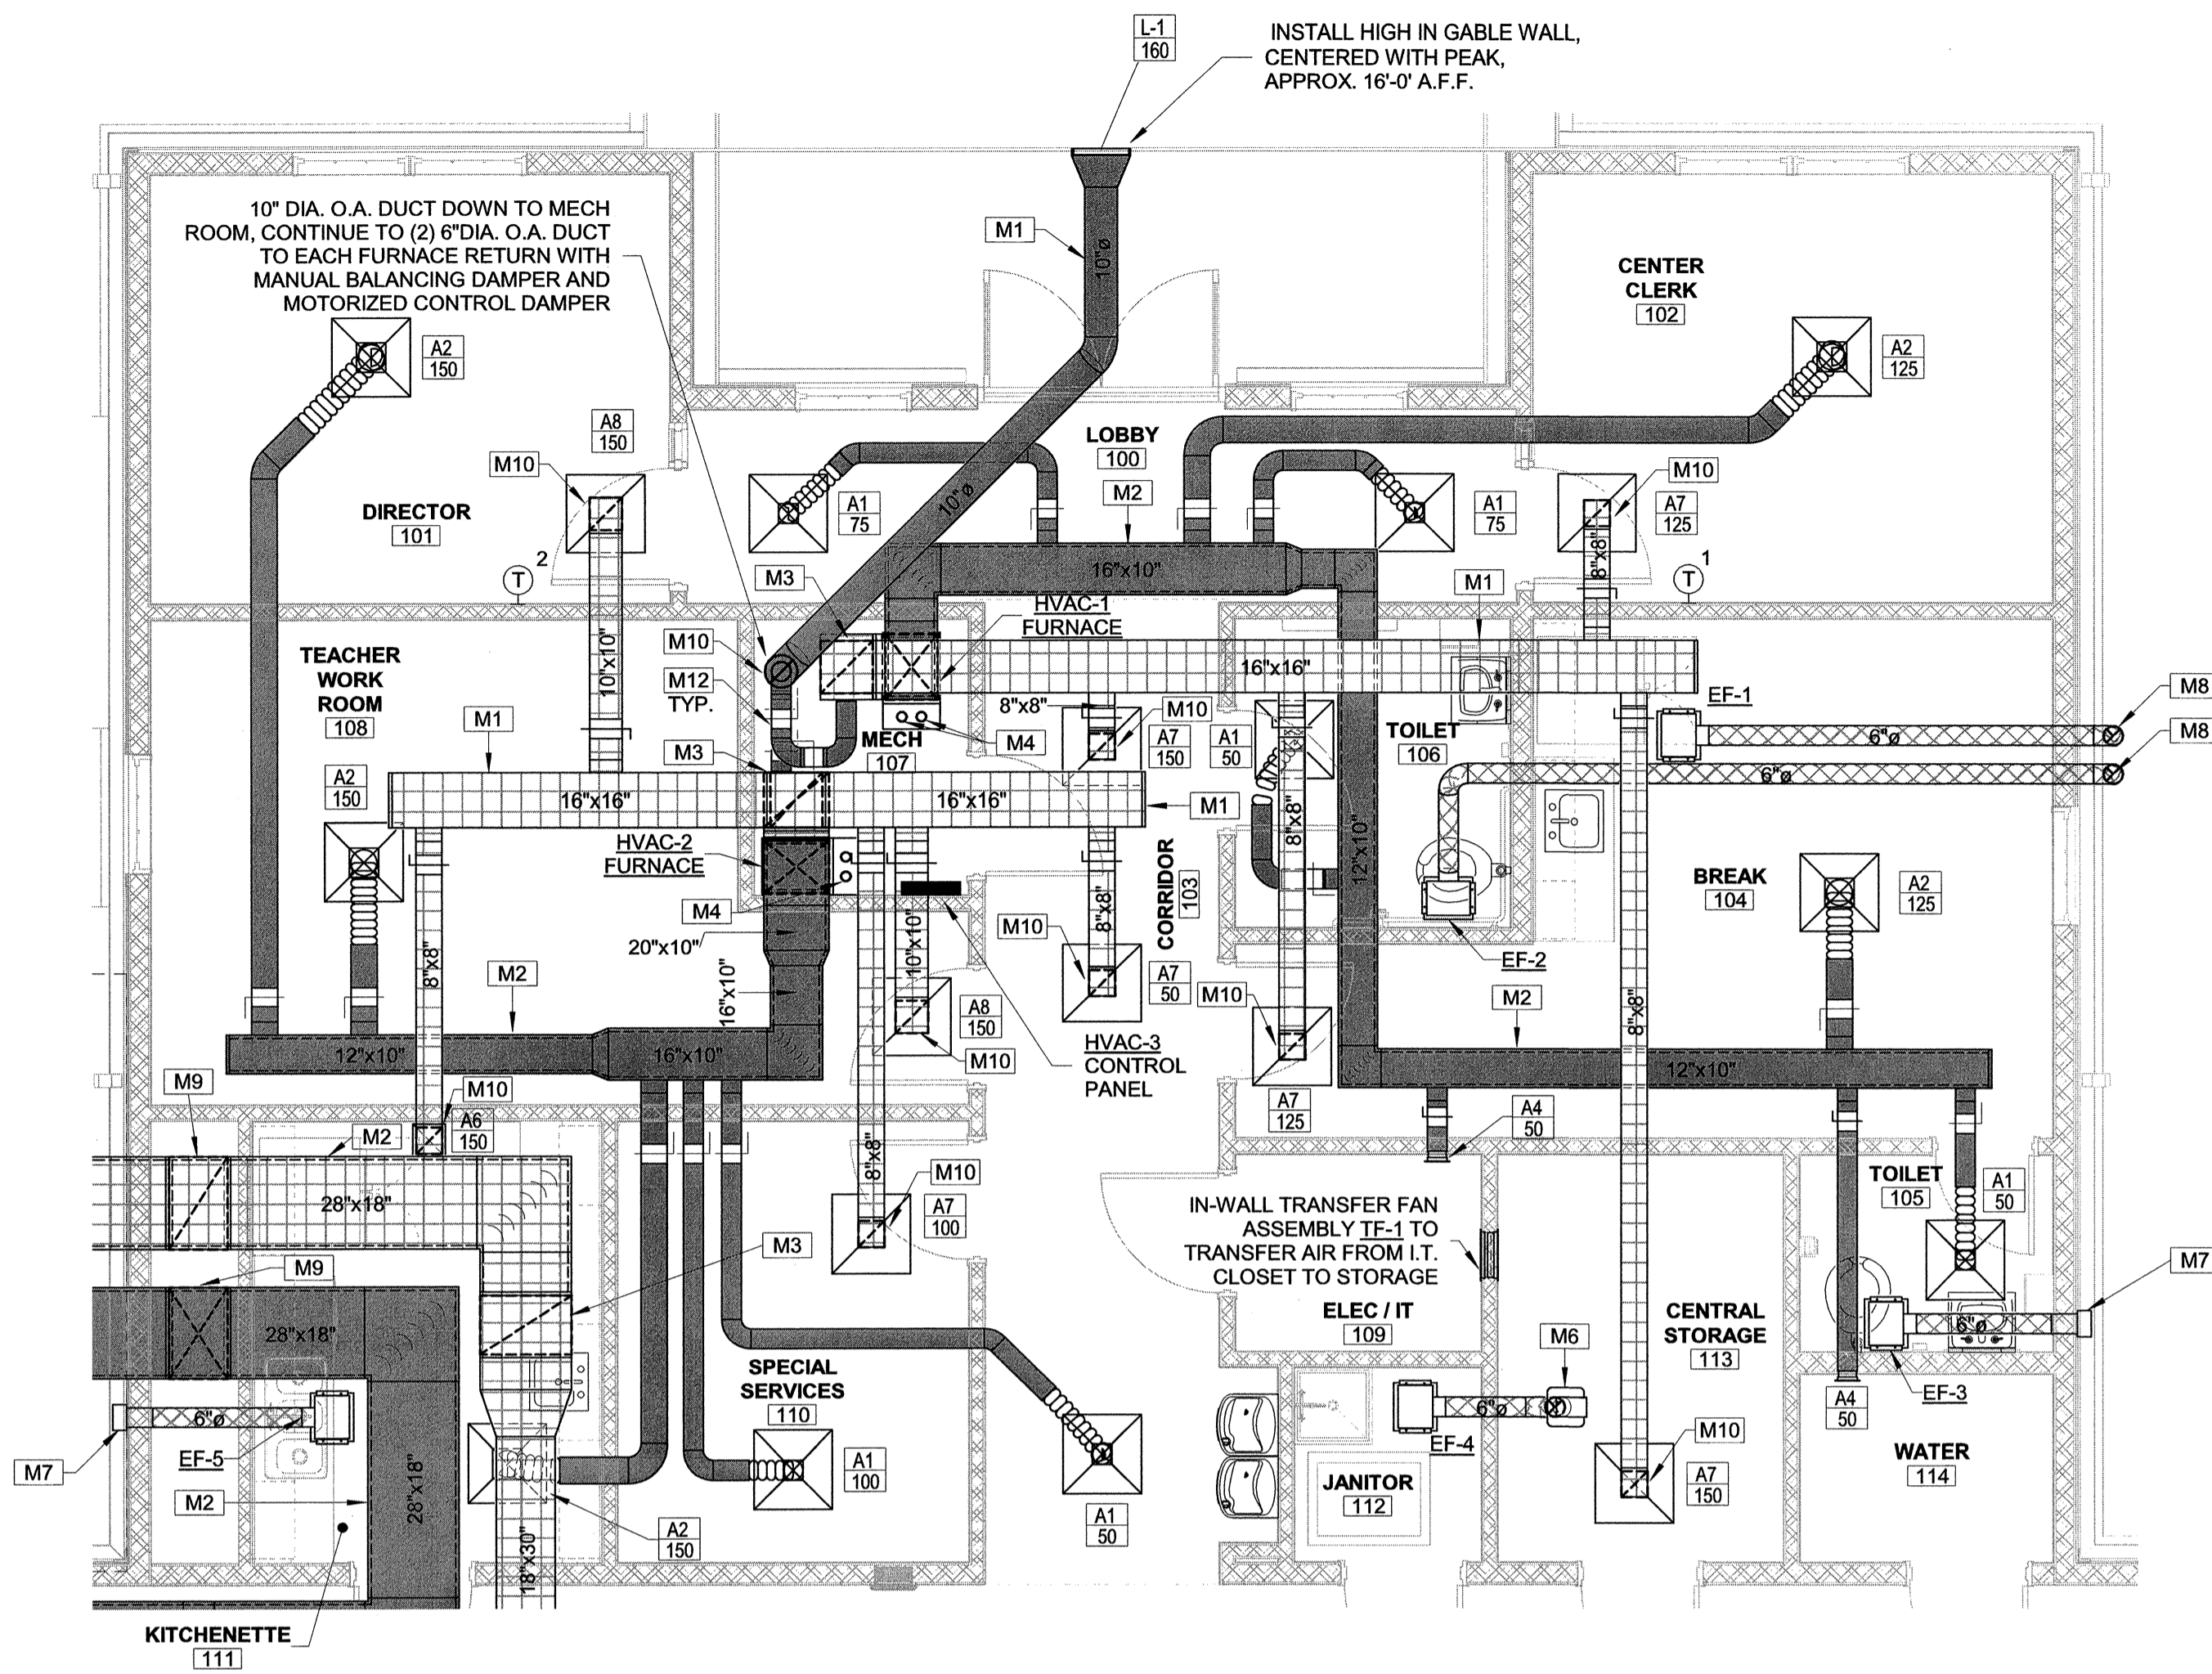 L-1
160
INSTALL HIGH IN GABLE WALL,
CENTERED WITH PEAK,
APPROX. 16'-0' A.F.F.
10" DIA. O.A. DUCT DOWN TO MECH
ROOM, CONTINUE TO (2) 6"DIA. O.A. DUCT
TO EACH FURNACE RETURN WITH
MANUAL BALANCING DAMPER AND
MOTORIZED CONTROL DAMPER
M1
10"ø
CENTER
CLERK
102
A2
150
A2
125
A8
150
M10
LOBBY
100
M2
M10
DIRECTOR
101
A1
75
10"ø
A1
75
A7
125
2
T
M3
16"x10"
M1
8"x8"
1
T
HVAC-1
FURNACE
TEACHER
WORK
ROOM
108
10"x10"
M10
M12
TYP.
16"x16"
8"x8"
M10
EF-1
M8
M1
M3
MECH
107
M4
A7
150
A1
50
TOILET
106
6"ø
M8
A2
150
16"x16"
16"x16"
M1
6"ø
8"x8"
12"x10"
HVAC-2
FURNACE
M4
20"x10"
CORRIDOR
103
8"x8"
M10
BREAK
104
A2
125
EF-2
8"x8"
M2
16"x10"
10"x10"
A7
50
M10
M2
8"x8"
A8
150
M10
HVAC-3
CONTROL
PANEL
12"x10"
16"x10"
12"x10"
M9
M10
A6
150
M2
A7
125
A4
50
8"x8"
M10
28"x18"
A7
100
IN-WALL TRANSFER FAN
ASSEMBLY TF-1 TO
TRANSFER AIR FROM I.T.
CLOSET TO STORAGE
TOILET
105
A1
50
M3
M9
M7
28"x18"
ELEC / IT
109
CENTRAL
STORAGE
113
6"ø
M6
SPECIAL
SERVICES
110
EF-3
A4
50
6"ø
EF-5
M7
6"ø
EF-4
M10
WATER
114
M2
28"x18"
A1
100
JANITOR
112
A7
150
A1
50
A2
150
18"x30"
KITCHENETTE
111